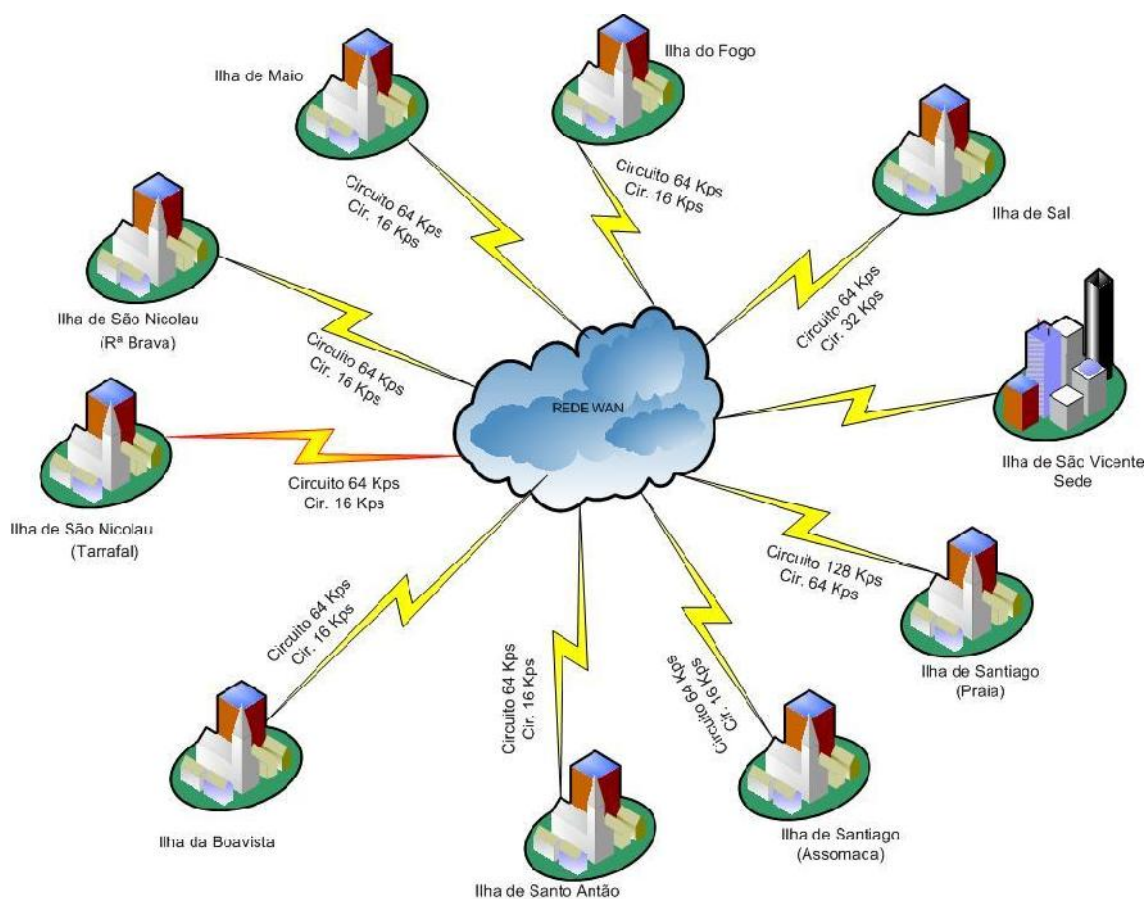 Ilha de Maio
Ilha do Fogo
Circuito 64 Kps
Cir. 16 Kps
Circuito 64 Kps
Cir. 16 Kps
Ilha de Sal
Circuito 64 Kps
Cir. 32 Kps
Ilha de São Nicolau
(Rª Brava)
Circuito 64 Kps
Cir. 16 Kps
REDE WAN
Ilha de São Vicente
Sede
Circuito 64 Kps
Cir. 16 Kps
Ilha de São Nicolau
(Tarrafal)
Circuito 128 Kps
Cir. 64 Kps
Ilha de Santiago
(Praia)
Circuito 64 Kps
Cir. 16 Kps
Circuito 64 Kps
Cir. 16 Kps
Circuito 64 Kps
Cir. 16 Kps
Ilha da Boavista
Ilha de Santiago
(Assomaca)
Ilha de Santo Antão